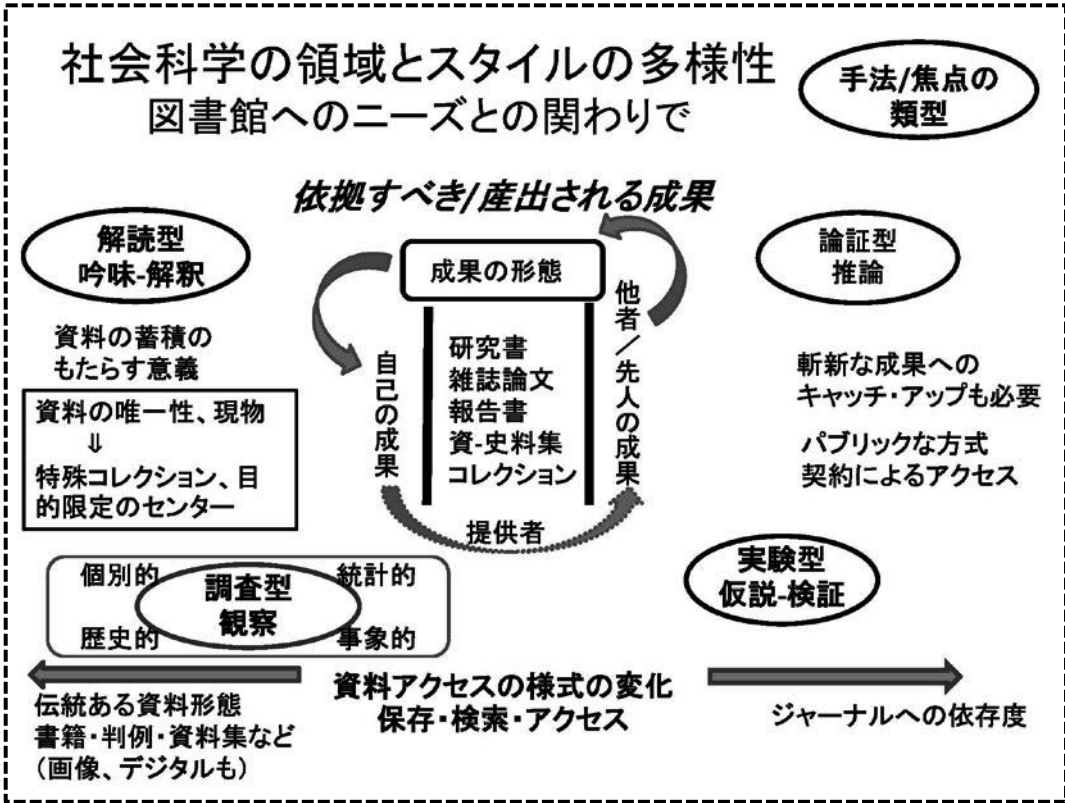 社会科学の領域とスタイルの多様性
図書館へのニーズとの関わりで
手法/焦点の
類型
依拠すべき/産出される成果
解読型
吟味-解釈
資料の蓄積の
もたらす意義
資料の唯一性、現物
⇓
特殊コレクション、目
的限定のセンター
成果の形態
研究書
雑誌論文
報告書
資-史料集
コレクション
自己の成果
他者/先人の成果
提供者
論証型
推論
斬新な成果への
キャッチ・アップも必要
パブリックな方式
契約によるアクセス
個別的
統計的
調査型
観察
歴史的
事象的
実験型
仮説-検証
資料アクセスの様式の変化
保存・検索・アクセス
伝統ある資料形態
書籍・判例・資料集など
(画像、デジタルも)
ジャーナルへの依存度